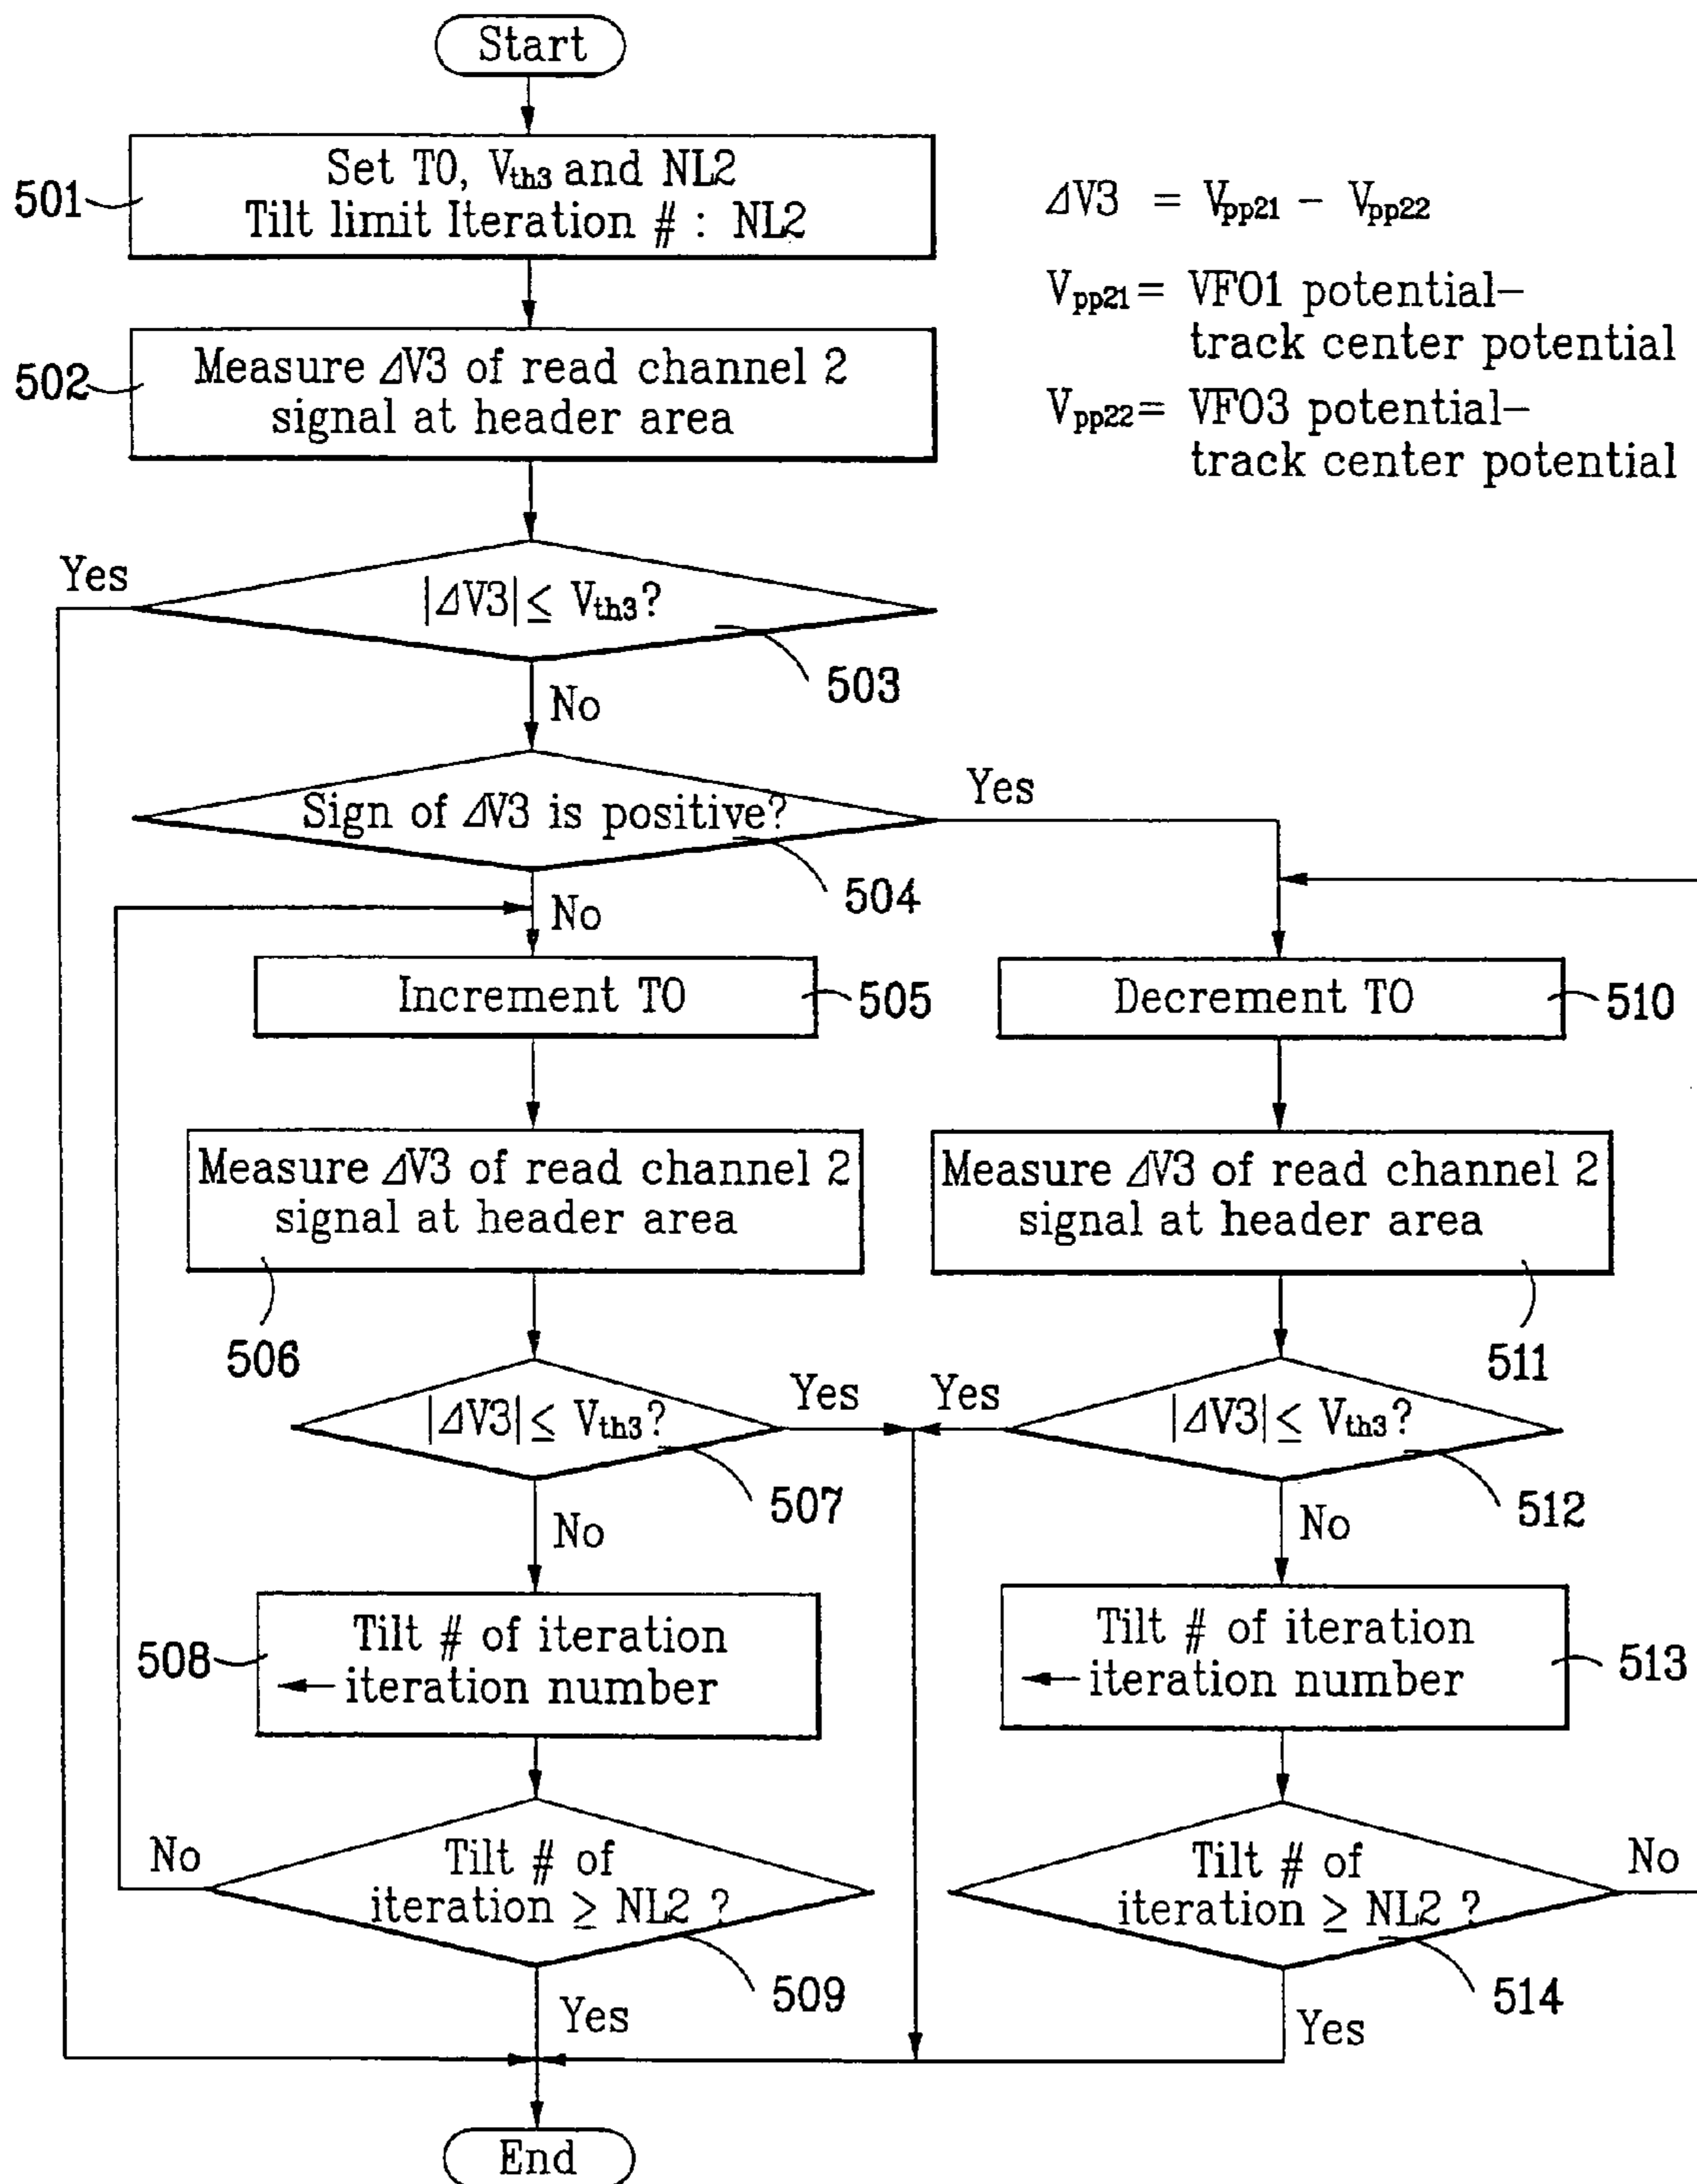 Start
501
Set TO, Vth3 and NL2
Tilt limit Iteration # : NL2
ΔV3 = Vpp21 - Vpp22
Vpp21= VFO1 potential-
track center potential
Vpp22= VFO3 potential-
track center potential
502
Measure ΔV3 of read channel 2
signal at header area
Yes
|ΔV3| ≤ Vth3?
503
No
Sign of ΔV3 is positive?
Yes
504
No
Increment TO
505
Decrement TO
510
Measure ΔV3 of read channel 2
signal at header area
506
Measure ΔV3 of read channel 2
signal at header area
511
|ΔV3| ≤ Vth3?
Yes
507
No
Yes
|ΔV3| ≤ Vth3?
512
No
508
Tilt # of iteration
← iteration number
Tilt # of iteration
← iteration number
513
No
Tilt # of
iteration ≥ NL2 ?
509
Yes
Tilt # of
iteration ≥ NL2 ?
No
514
Yes
End